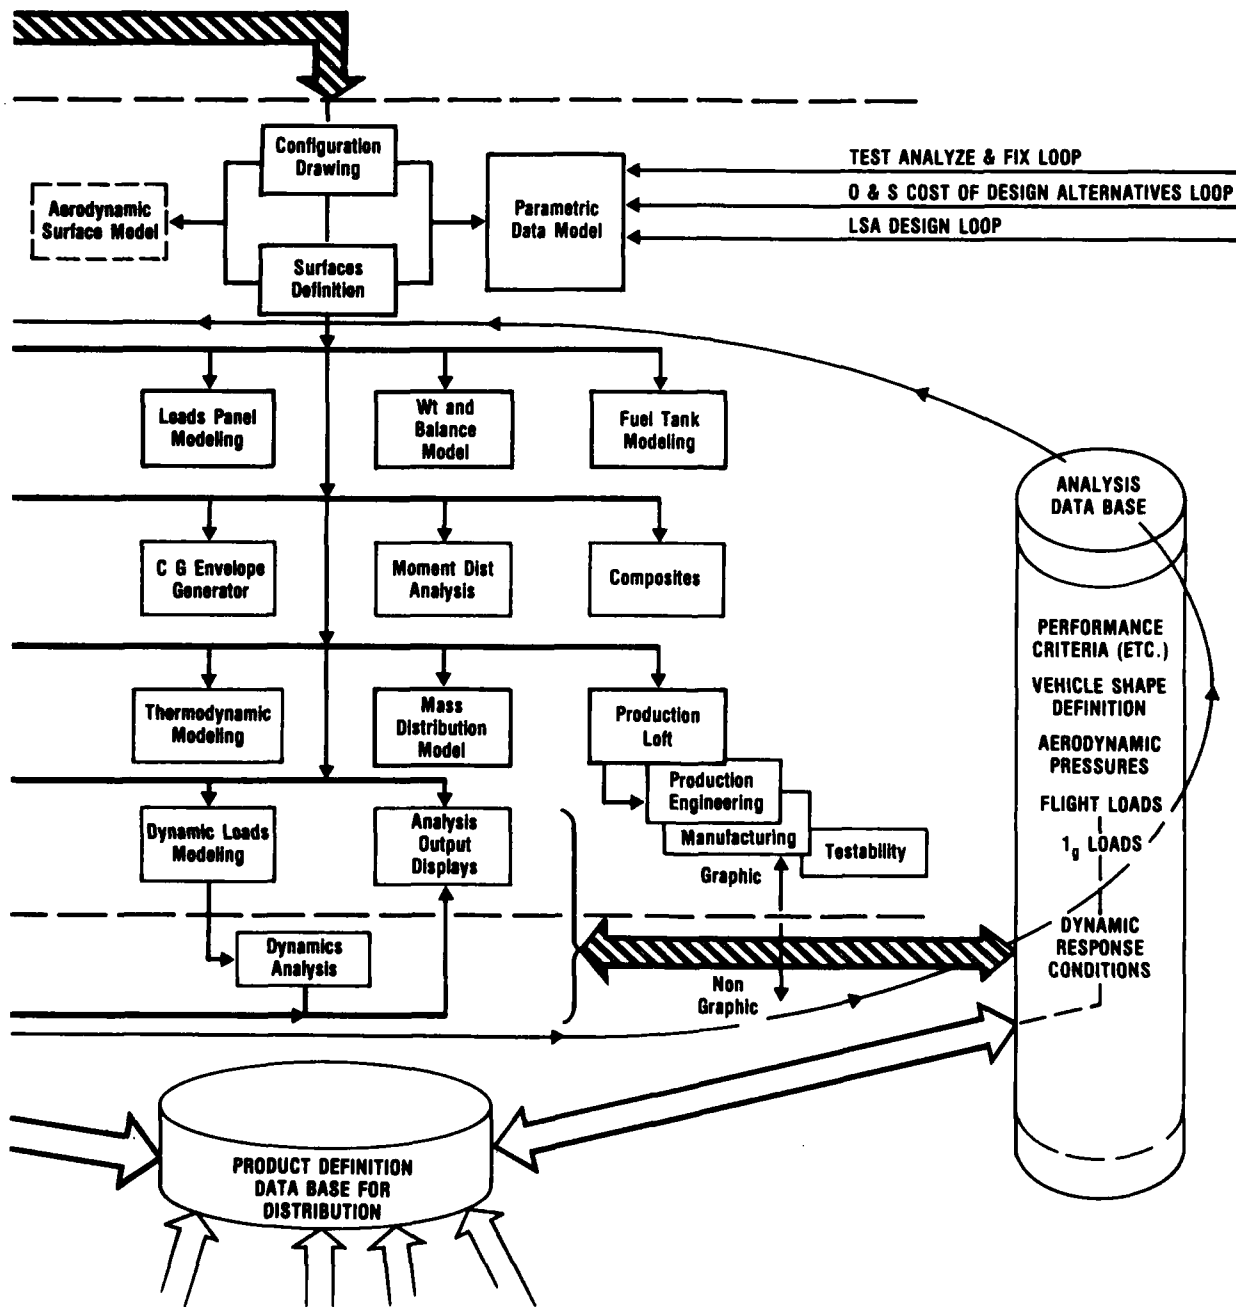 Configuration
Drawing
Aerodynamic
Surface Model
Surfaces
Definition
Parametric
Data Model
TEST ANALYZE & FIX LOOP
O & S COST OF DESIGN ALTERNATIVES LOOP
LSA DESIGN LOOP
Loads Panel
Modeling
Wt and
Balance
Model
Fuel Tank
Modeling
C G Envelope
Generator
Moment Dist
Analysis
Composites
Thermodynamic
Modeling
Mass
Distribution
Model
Production
Loft
Production
Engineering
Manufacturing
Testability
Dynamic Loads
Modeling
Analysis
Output
Displays
Graphic
Dynamics
Analysis
Non
Graphic
ANALYSIS
DATA BASE
PERFORMANCE
CRITERIA (ETC.)
VEHICLE SHAPE
DEFINITION
AERODYNAMIC
PRESSURES
FLIGHT LOADS
1g LOADS
DYNAMIC
RESPONSE
CONDITIONS
PRODUCT DEFINITION
DATA BASE FOR
DISTRIBUTION